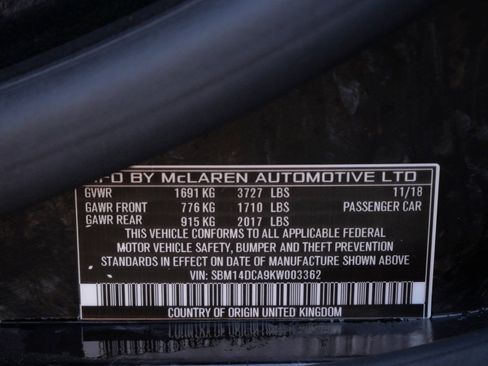 MFD BY McLAREN AUTOMOTIVE LTD
GVWR 1691 KG 3727 LBS 11/18
GAWR FRONT 776 KG 1710 LBS PASSENGER CAR
GAWR REAR 915 KG 2017 LBS
THIS VEHICLE CONFORMS TO ALL APPLICABLE FEDERAL
MOTOR VEHICLE SAFETY, BUMPER AND THEFT PREVENTION
STANDARDS IN EFFECT ON DATE OF MANUFACTURE SHOWN ABOVE
VIN: SBM14DCA9KW003362
COUNTRY OF ORIGIN UNITED KINGDOM